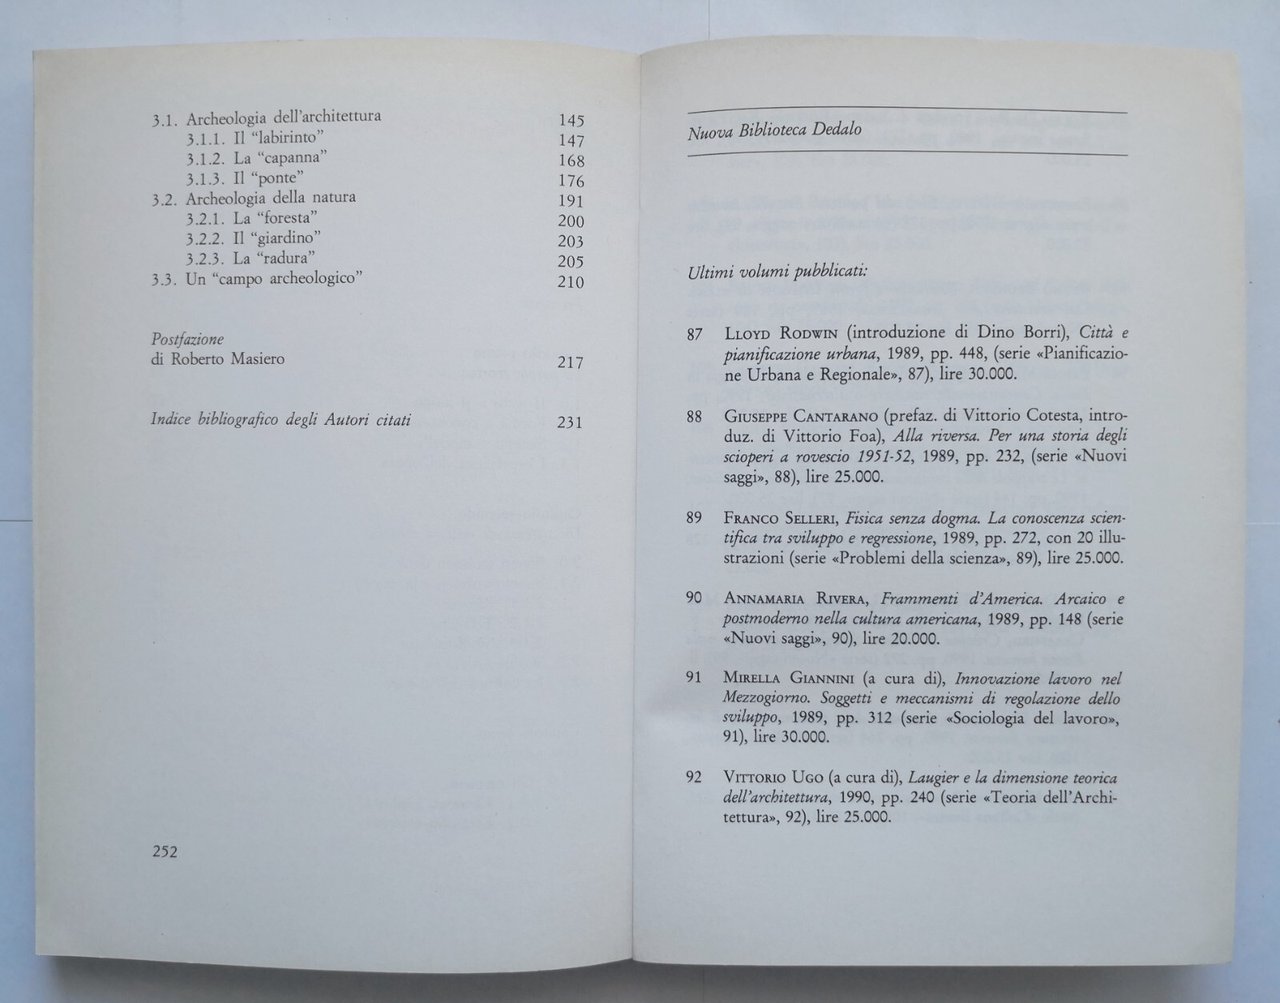 3.1. Archeologia dell'architettura 145
3.1.1. Il “labirinto” 147
3.1.2. La “capanna” 168
3.1.3. Il “ponte” 176
3.2. Archeologia della natura 191
3.2.1. La “foresta” 200
3.2.2. Il “giardino” 203
3.2.3. La “radura” 205
3.3. Un “campo archeologico” 210
Postfazione
di Roberto Masiero 217
Indice bibliografico degli Autori citati 231
252
Nuova Biblioteca Dedalo
Ultimi volumi pubblicati:
87 Lloyd Rodwin (introduzione di Dino Borri), Città e
pianificazione urbana, 1989, pp. 448, (serie «Pianificazio-
ne Urbana e Regionale», 87), lire 30.000.
88 Giuseppe Cantarano (prefaz. di Vittorio Cotesta, intro-
duz. di Vittorio Foa), Alla riversa. Per una storia degli
scioperi a rovescio 1951-52, 1989, pp. 232, (serie «Nuovi
saggi», 88), lire 25.000.
89 Franco Selleri, Fisica senza dogma. La conoscenza scien-
tifica tra sviluppo e regressione, 1989, pp. 272, con 20 illu-
strazioni (serie «Problemi della scienza», 89), lire 25.000.
90 Annamaria Rivera, Frammenti d'America. Arcaico e
postmoderno nella cultura americana, 1989, pp. 148 (serie
«Nuovi saggi», 90), lire 20.000.
91 Mirella Giannini (a cura di), Innovazione lavoro nel
Mezzogiorno. Soggetti e meccanismi di regolazione dello
sviluppo, 1989, pp. 312 (serie «Sociologia del lavoro»,
91), lire 30.000.
92 Vittorio Ugo (a cura di), Laugier e la dimensione teorica
dell'architettura, 1990, pp. 240 (serie «Teoria dell'Archi-
tettura», 92), lire 25.000.